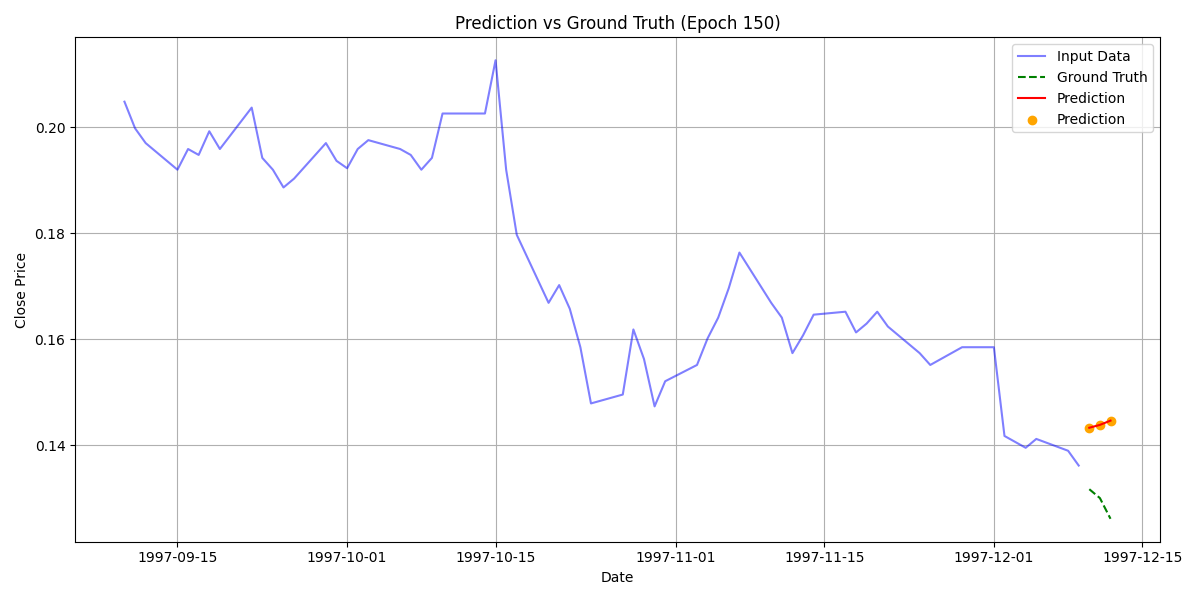 Prediction vs Ground Truth (Epoch 150)
Input Data
Ground Truth
Prediction
Prediction
Close Price
0.20
0.18
0.16
0.14
1997-09-15
1997-10-01
1997-10-15
1997-11-01
1997-11-15
1997-12-01
1997-12-15
Date